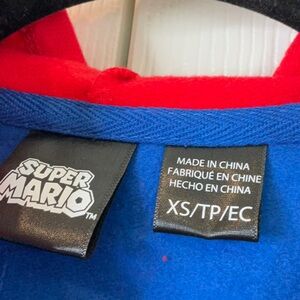 SUPER
MARIO
TM
MADE IN CHINA
FABRIQUÉ EN CHINE
HECHO EN CHINA
XS/TP/EC